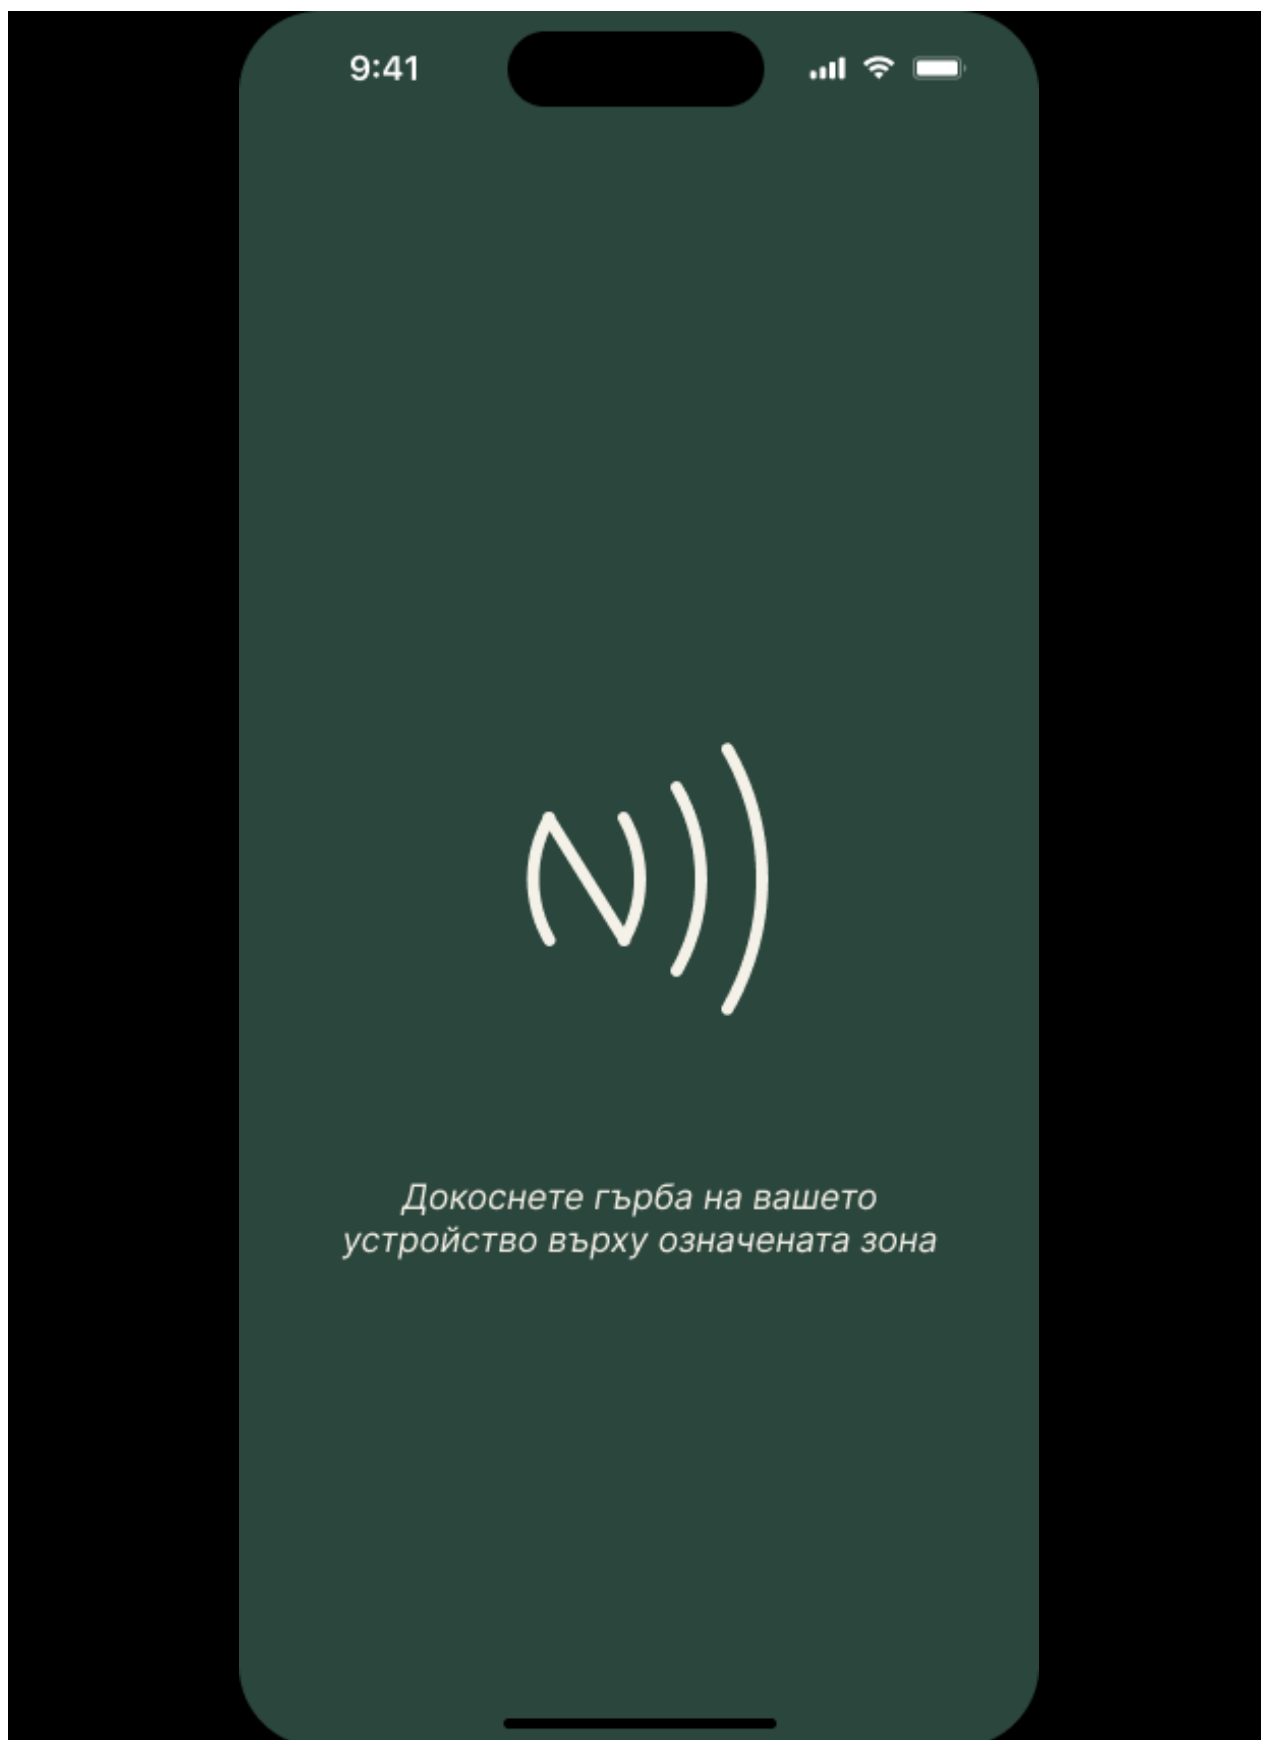 9:41
Докоснете гърба на вашето
устройство върху означената зона